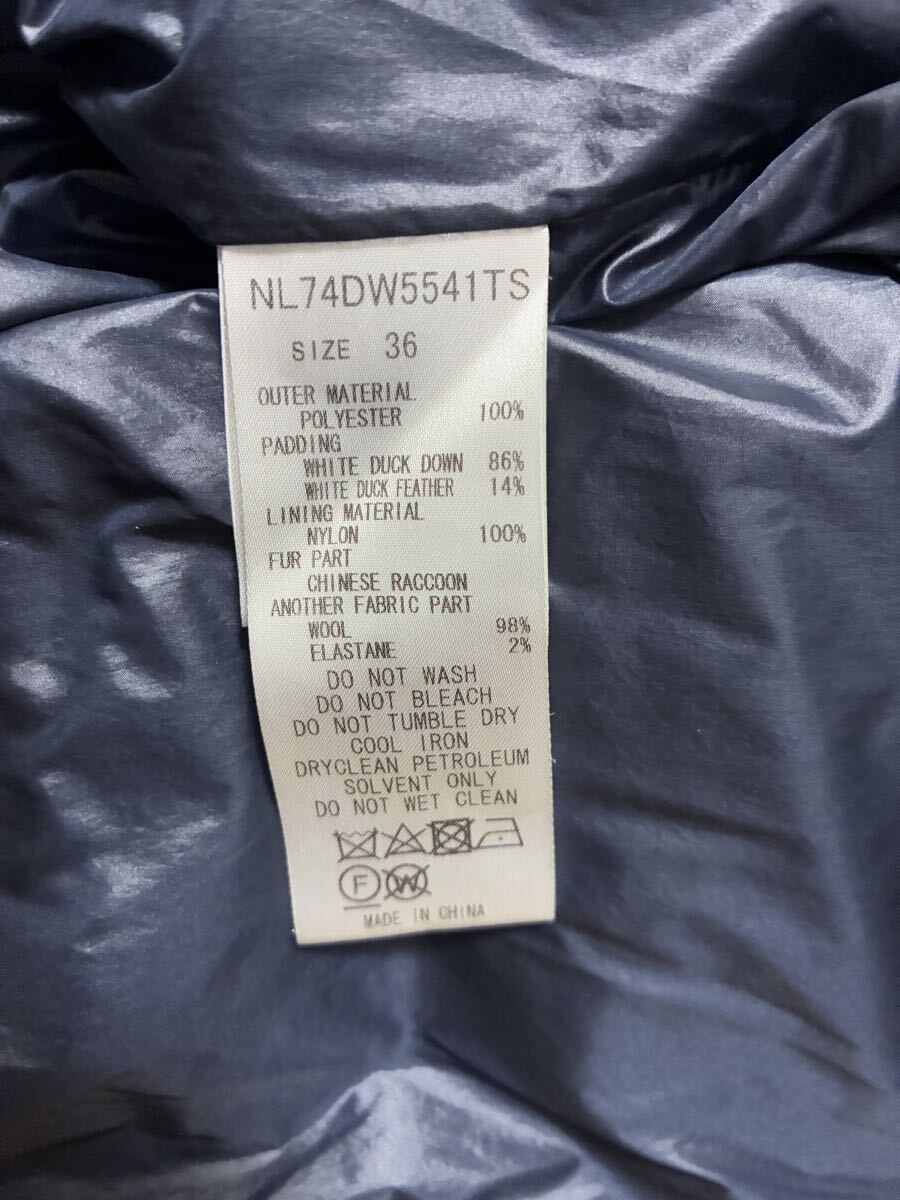 NL74DW5541TS
SIZE 36
OUTER MATERIAL
POLYESTER 100%
PADDING
WHITE DUCK DOWN 86%
WHITE DUCK FEATHER 14%
LINING MATERIAL
NYLON 100%
FUR PART
CHINESE RACCOON
ANOTHER FABRIC PART
WOOL 98%
ELASTANE 2%
DO NOT WASH
DO NOT BLEACH
DO NOT TUMBLE DRY
COOL IRON
DRYCLEAN PETROLEUM
SOLVENT ONLY
DO NOT WET CLEAN
F W
MADE IN CHINA